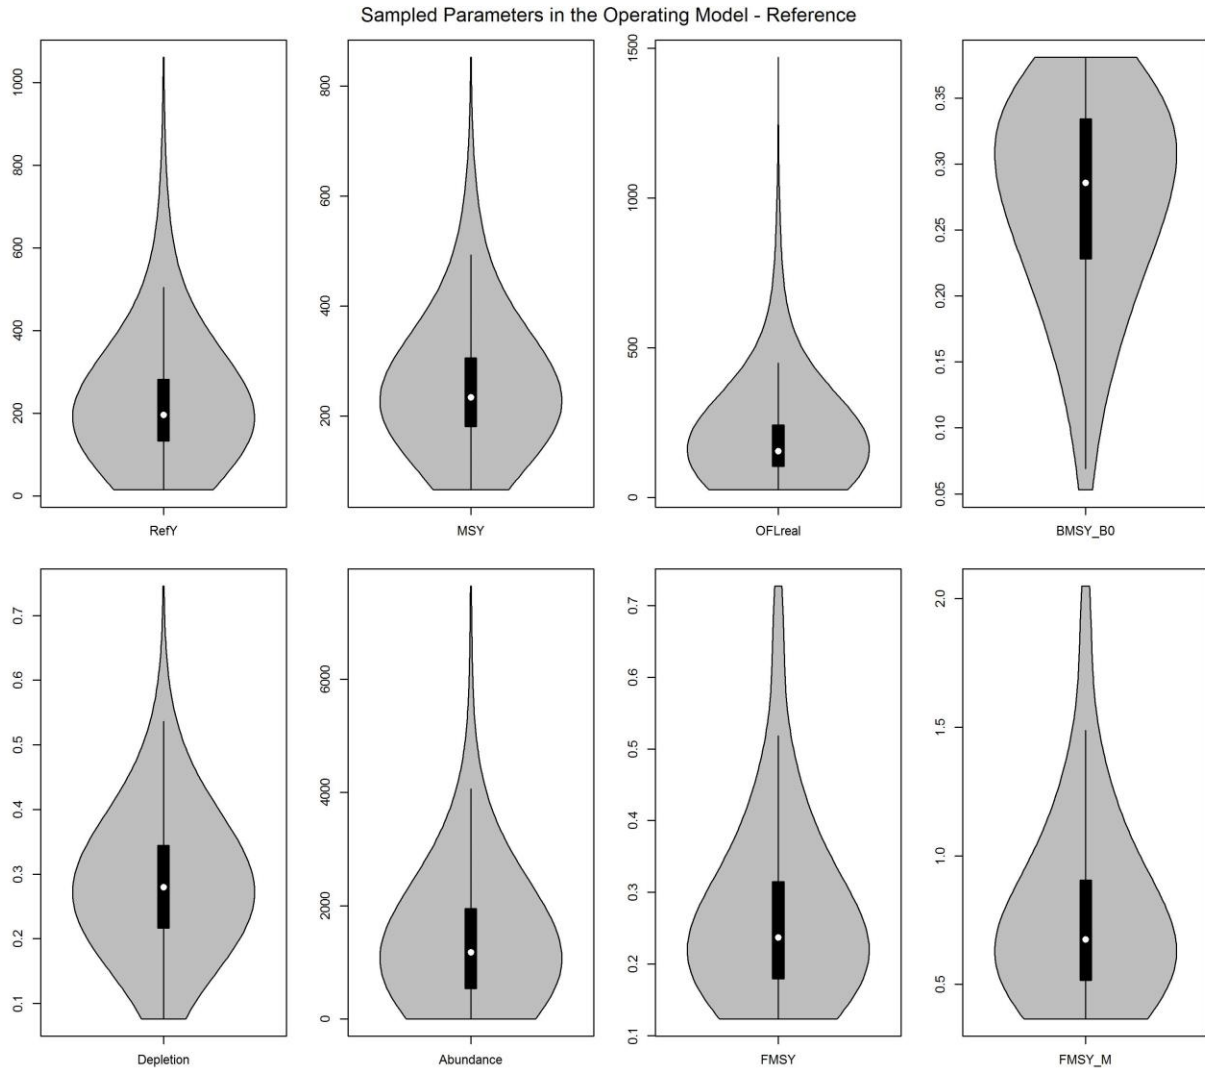 Sampled Parameters in the Operating Model - Reference
0 200 400 600 800 1000
RefY
200 400 600 800
MSY
0 500 1000 1500
OFLreal
0.05 0.10 0.15 0.20 0.25 0.30 0.35
BMSY_B0
0.1 0.2 0.3 0.4 0.5 0.6 0.7
Depletion
0 2000 4000 6000
Abundance
0.1 0.2 0.3 0.4 0.5 0.6 0.7
FMSY
0.5 1.0 1.5 2.0
FMSY_M